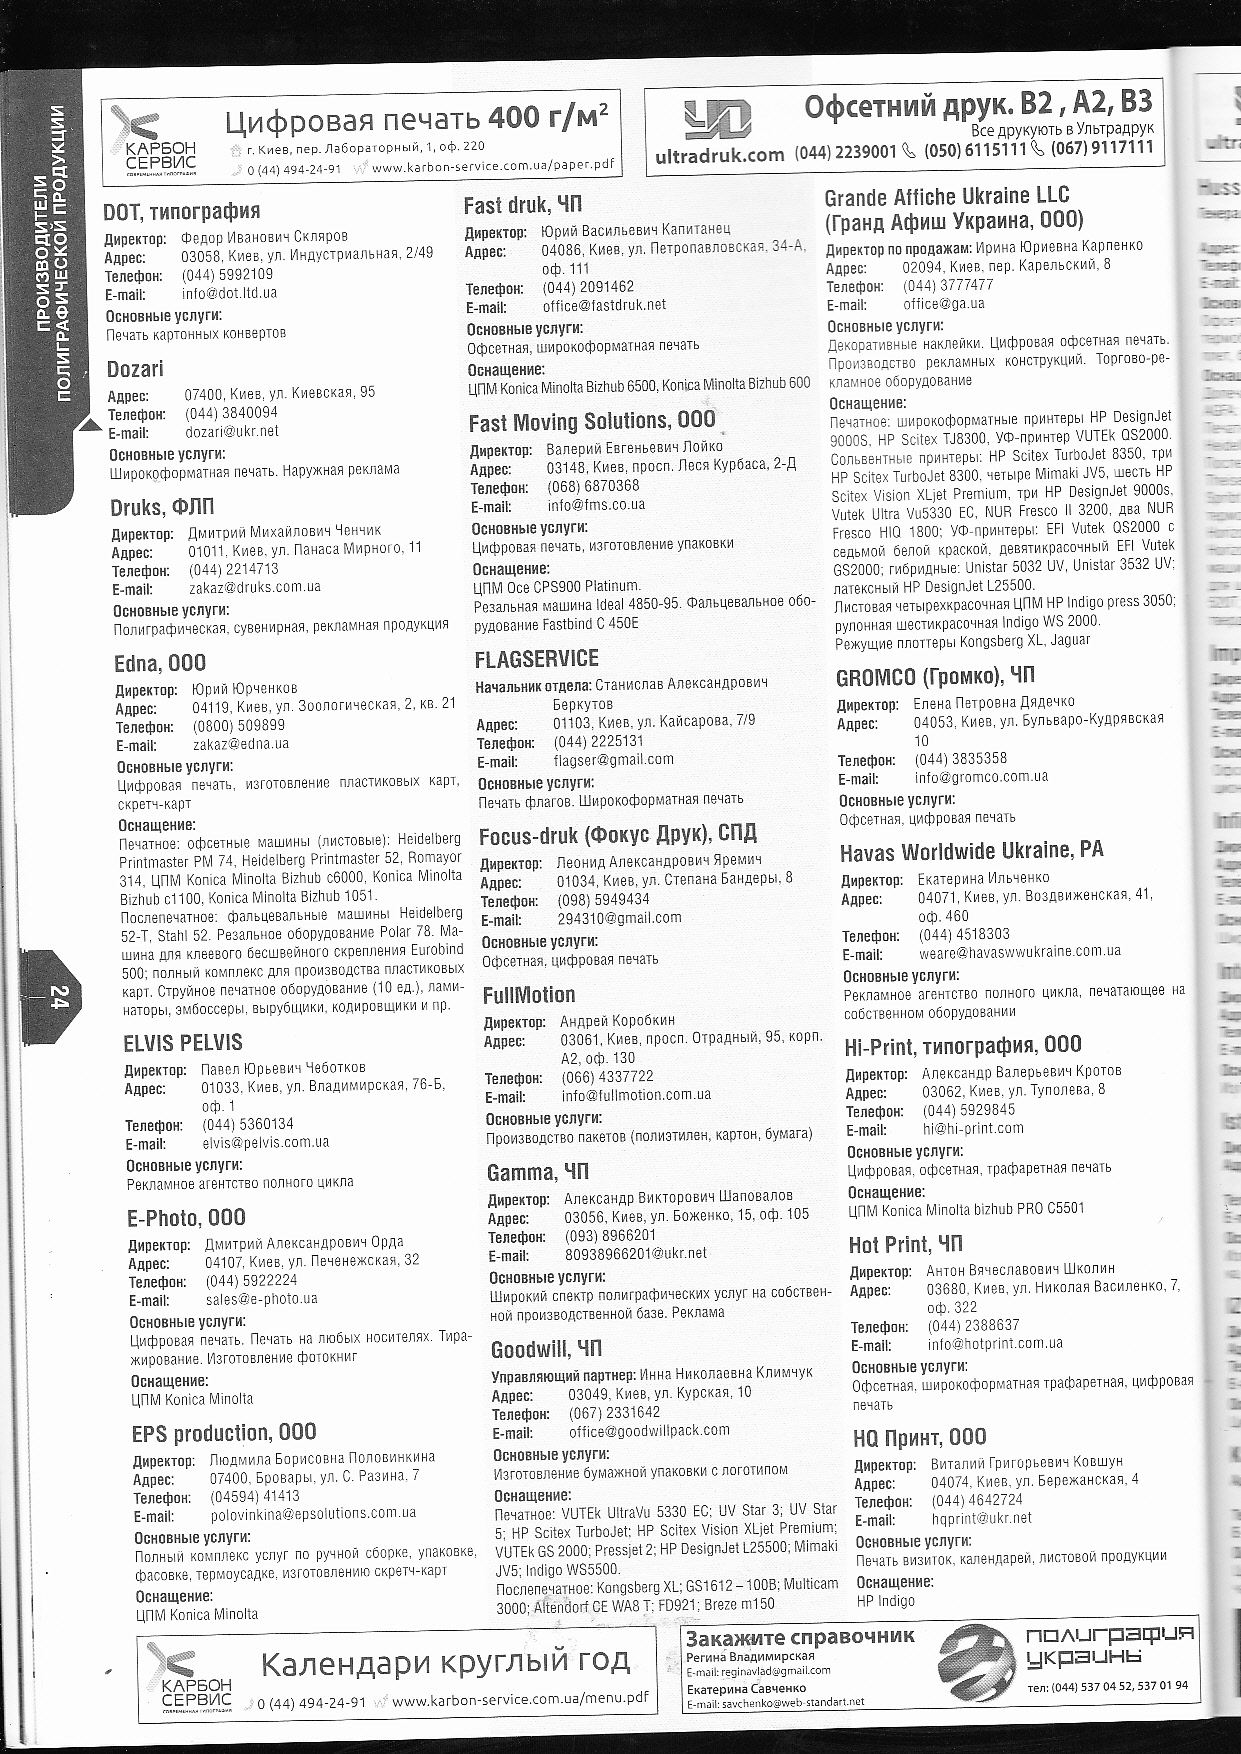 ПРОИЗВОДИТЕЛИ
ПОЛИГРАФИЧЕСКОЙ ПРОДУКЦИИ
КАРБОН
СЕРВИС
СОВРЕМЕННАЯ ТИПОГРАФИЯ
Цифровая печать 400 г/м²
г. Киев, пер. Лабораторный, 1, оф. 220
0 (44) 494-24-91 www.karbon-service.com.ua/paper.pdf
Офсетний друк. В2 , А2, В3
Все друкують в Ультрадрук
ultradruk.com (044) 2239001 (050) 6115111 (067) 9117111
DOT, типография
Директор: Федор Иванович Скляров
Адрес: 03058, Киев, ул. Индустриальная, 2/49
Телефон: (044) 5992109
E-mail: info@dot.ltd.ua
Основные услуги:
Печать картонных конвертов
Dozari
Адрес: 07400, Киев, ул. Киевская, 95
Телефон: (044) 3840094
E-mail: dozari@ukr.net
Основные услуги:
Широкоформатная печать. Наружная реклама
Druks, ФЛП
Директор: Дмитрий Михайлович Ченчик
Адрес: 01011, Киев, ул. Панаса Мирного, 11
Телефон: (044) 2214713
E-mail: zakaz@druks.com.ua
Основные услуги:
Полиграфическая, сувенирная, рекламная продукция
Edna, ООО
Директор: Юрий Юрченков
Адрес: 04119, Киев, ул. Зоологическая, 2, кв. 21
Телефон: (0800) 509899
E-mail: zakaz@edna.ua
Основные услуги:
Цифровая печать, изготовление пластиковых карт,
скретч-карт
Оснащение:
Печатное: офсетные машины (листовые): Heidelberg
Printmaster PM 74, Heidelberg Printmaster 52, Romayor
314, ЦПМ Konica Minolta Bizhub c6000, Konica Minolta
Bizhub c1100, Konica Minolta Bizhub 1051.
Послепечатное: фальцевальные машины Heidelberg
52-T, Stahl 52. Резальное оборудование Polar 78. Ма-
шина для клеевого бесшвейного скрепления Eurobind
500; полный комплекс для производства пластиковых
карт. Струйное печатное оборудование (10 ед.), лами-
наторы, эмбоссеры, вырубщики, кодировщики и пр.
ELVIS PELVIS
Директор: Павел Юрьевич Чеботков
Адрес: 01033, Киев, ул. Владимирская, 76-Б,
оф. 1
Телефон: (044) 5360134
E-mail: elvis@pelvis.com.ua
Основные услуги:
Рекламное агентство полного цикла
E-Photo, ООО
Директор: Дмитрий Александрович Орда
Адрес: 04107, Киев, ул. Печенежская, 32
Телефон: (044) 5922224
E-mail: sales@e-photo.ua
Основные услуги:
Цифровая печать. Печать на любых носителях. Тира-
жирование. Изготовление фотокниг
Оснащение:
ЦПМ Konica Minolta
EPS production, ООО
Директор: Людмила Борисовна Половинкина
Адрес: 07400, Бровары, ул. С. Разина, 7
Телефон: (04594) 41413
E-mail: polovinkina@epsolutions.com.ua
Основные услуги:
Полный комплекс услуг по ручной сборке, упаковке,
фасовке, термоусадке, изготовлению скретч-карт
Оснащение:
ЦПМ Konica Minolta
Fast druk, ЧП
Директор: Юрий Васильевич Капитанец
Адрес: 04086, Киев, ул. Петропавловская, 34-А,
оф. 111
Телефон: (044) 2091462
E-mail: office@fastdruk.net
Основные услуги:
Офсетная, широкоформатная печать
Оснащение:
ЦПМ Konica Minolta Bizhub 6500, Konica Minolta Bizhub 600
Fast Moving Solutions, ООО
Директор: Валерий Евгеньевич Лойко
Адрес: 03148, Киев, просп. Леся Курбаса, 2-Д
Телефон: (068) 6870368
E-mail: info@fms.co.ua
Основные услуги:
Цифровая печать, изготовление упаковки
Оснащение:
ЦПМ Oce CPS900 Platinum.
Резальная машина Ideal 4850-95. Фальцевальное обо-
рудование Fastbind C 450E
FLAGSERVICE
Начальник отдела: Станислав Александрович
Беркутов
Адрес: 01103, Киев, ул. Кайсарова, 7/9
Телефон: (044) 2225131
E-mail: flagser@gmail.com
Основные услуги:
Печать флагов. Широкоформатная печать
Focus-druk (Фокус Друк), СПД
Директор: Леонид Александрович Яремич
Адрес: 01034, Киев, ул. Степана Бандеры, 8
Телефон: (098) 5949434
E-mail: 294310@gmail.com
Основные услуги:
Офсетная, цифровая печать
FullMotion
Директор: Андрей Коробкин
Адрес: 03061, Киев, просп. Отрадный, 95, корп.
А2, оф. 130
Телефон: (066) 4337722
E-mail: info@fullmotion.com.ua
Основные услуги:
Производство пакетов (полиэтилен, картон, бумага)
Gamma, ЧП
Директор: Александр Викторович Шаповалов
Адрес: 03056, Киев, ул. Боженко, 15, оф. 105
Телефон: (093) 8966201
E-mail: 80938966201@ukr.net
Основные услуги:
Широкий спектр полиграфических услуг на собствен-
ной производственной базе. Реклама
Goodwill, ЧП
Управляющий партнер: Инна Николаевна Климчук
Адрес: 03049, Киев, ул. Курская, 10
Телефон: (067) 2331642
E-mail: office@goodwillpack.com
Основные услуги:
Изготовление бумажной упаковки с логотипом
Оснащение:
Печатное: VUTEk UltraVu 5330 EC; UV Star 3; UV Star
5; HP Scitex TurboJet; HP Scitex Vision XLjet Premium;
VUTEk GS 2000; Pressjet 2; HP DesignJet L25500; Mimaki
JV5; Indigo WS5500.
Послепечатное: Kongsberg XL; GS1612 – 100B; Multicam
3000; Altendorf CE WA8 T; FD921; Breze m150
Grande Affiche Ukraine LLC
(Гранд Афиш Украина, ООО)
Директор по продажам: Ирина Юриевна Карпенко
Адрес: 02094, Киев, пер. Карельский, 8
Телефон: (044) 3777477
E-mail: office@ga.ua
Основные услуги:
Декоративные наклейки. Цифровая офсетная печать.
Производство рекламных конструкций. Торгово-ре-
кламное оборудование
Оснащение:
Печатное: широкоформатные принтеры HP DesignJet
9000S, HP Scitex TJ8300, УФ-принтер VUTEk QS2000.
Сольвентные принтеры: HP Scitex TurboJet 8350, три
HP Scitex TurboJet 8300, четыре Mimaki JV5, шесть HP
Scitex Vision XLjet Premium, три HP DesignJet 9000s,
Vutek Ultra Vu5330 EC, NUR Fresco II 3200, два NUR
Fresco HIQ 1800; УФ-принтеры: EFI Vutek QS2000 с
седьмой белой краской, девятикрасочный EFI Vutek
GS2000; гибридные: Unistar 5032 UV, Unistar 3532 UV;
латексный HP DesignJet L25500.
Листовая четырехкрасочная ЦПМ HP Indigo press 3050;
рулонная шестикрасочная Indigo WS 2000.
Режущие плоттеры Kongsberg XL, Jaguar
GROMCO (Громко), ЧП
Директор: Елена Петровна Дядечко
Адрес: 04053, Киев, ул. Бульваро-Кудрявская
10
Телефон: (044) 3835358
E-mail: info@gromco.com.ua
Основные услуги:
Офсетная, цифровая печать
Havas Worldwide Ukraine, РА
Директор: Екатерина Ильченко
Адрес: 04071, Киев, ул. Воздвиженская, 41,
оф. 460
Телефон: (044) 4518303
E-mail: weare@havaswwukraine.com.ua
Основные услуги:
Рекламное агентство полного цикла, печатающее на
собственном оборудовании
Hi-Print, типография, ООО
Директор: Александр Валерьевич Кротов
Адрес: 03062, Киев, ул. Туполева, 8
Телефон: (044) 5929845
E-mail: hi@hi-print.com
Основные услуги:
Цифровая, офсетная, трафаретная печать
Оснащение:
ЦПМ Konica Minolta bizhub PRO C5501
Hot Print, ЧП
Директор: Антон Вячеславович Школин
Адрес: 03680, Киев, ул. Николая Василенко, 7,
оф. 322
Телефон: (044) 2388637
E-mail: info@hotprint.com.ua
Основные услуги:
Офсетная, широкоформатная трафаретная, цифровая
печать
HQ Принт, ООО
Директор: Виталий Григорьевич Ковшун
Адрес: 04074, Киев, ул. Бережанская, 4
Телефон: (044) 4642724
E-mail: hqprint@ukr.net
Основные услуги:
Печать визиток, календарей, листовой продукции
Оснащение:
HP Indigo
24
КАРБОН
СЕРВИС
СОВРЕМЕННАЯ ТИПОГРАФИЯ
Календари круглый год
0 (44) 494-24-91 www.karbon-service.com.ua/menu.pdf
Закажите справочник
Регина Владимирская
E-mail: reginavlad@gmail.com
Екатерина Савченко
E-mail: savchenko@web-standart.net
полиграфия
украины
тел: (044) 537 04 52, 537 01 94